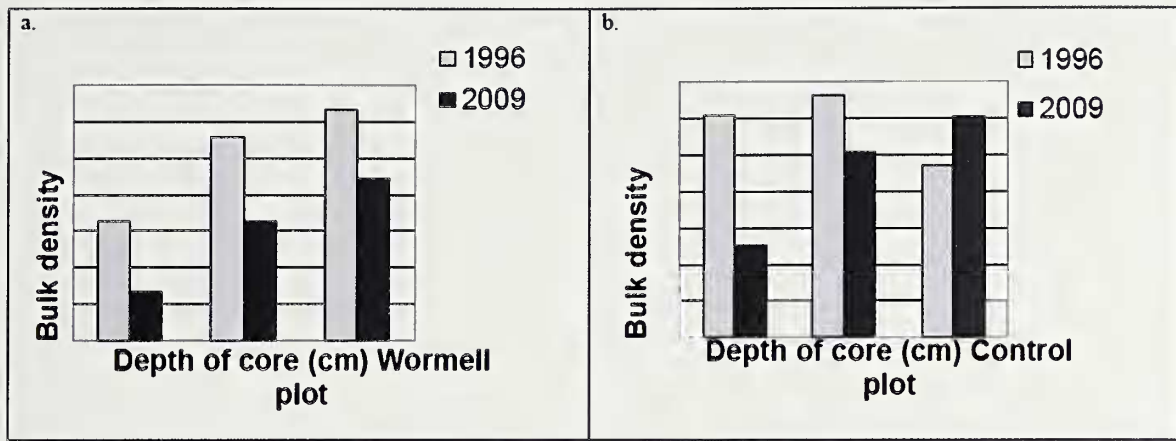 a.
1996
2009
Bulk density
Depth of core (cm) Wormell
plot
b.
1996
2009
Bulk density
Depth of core (cm) Control
plot